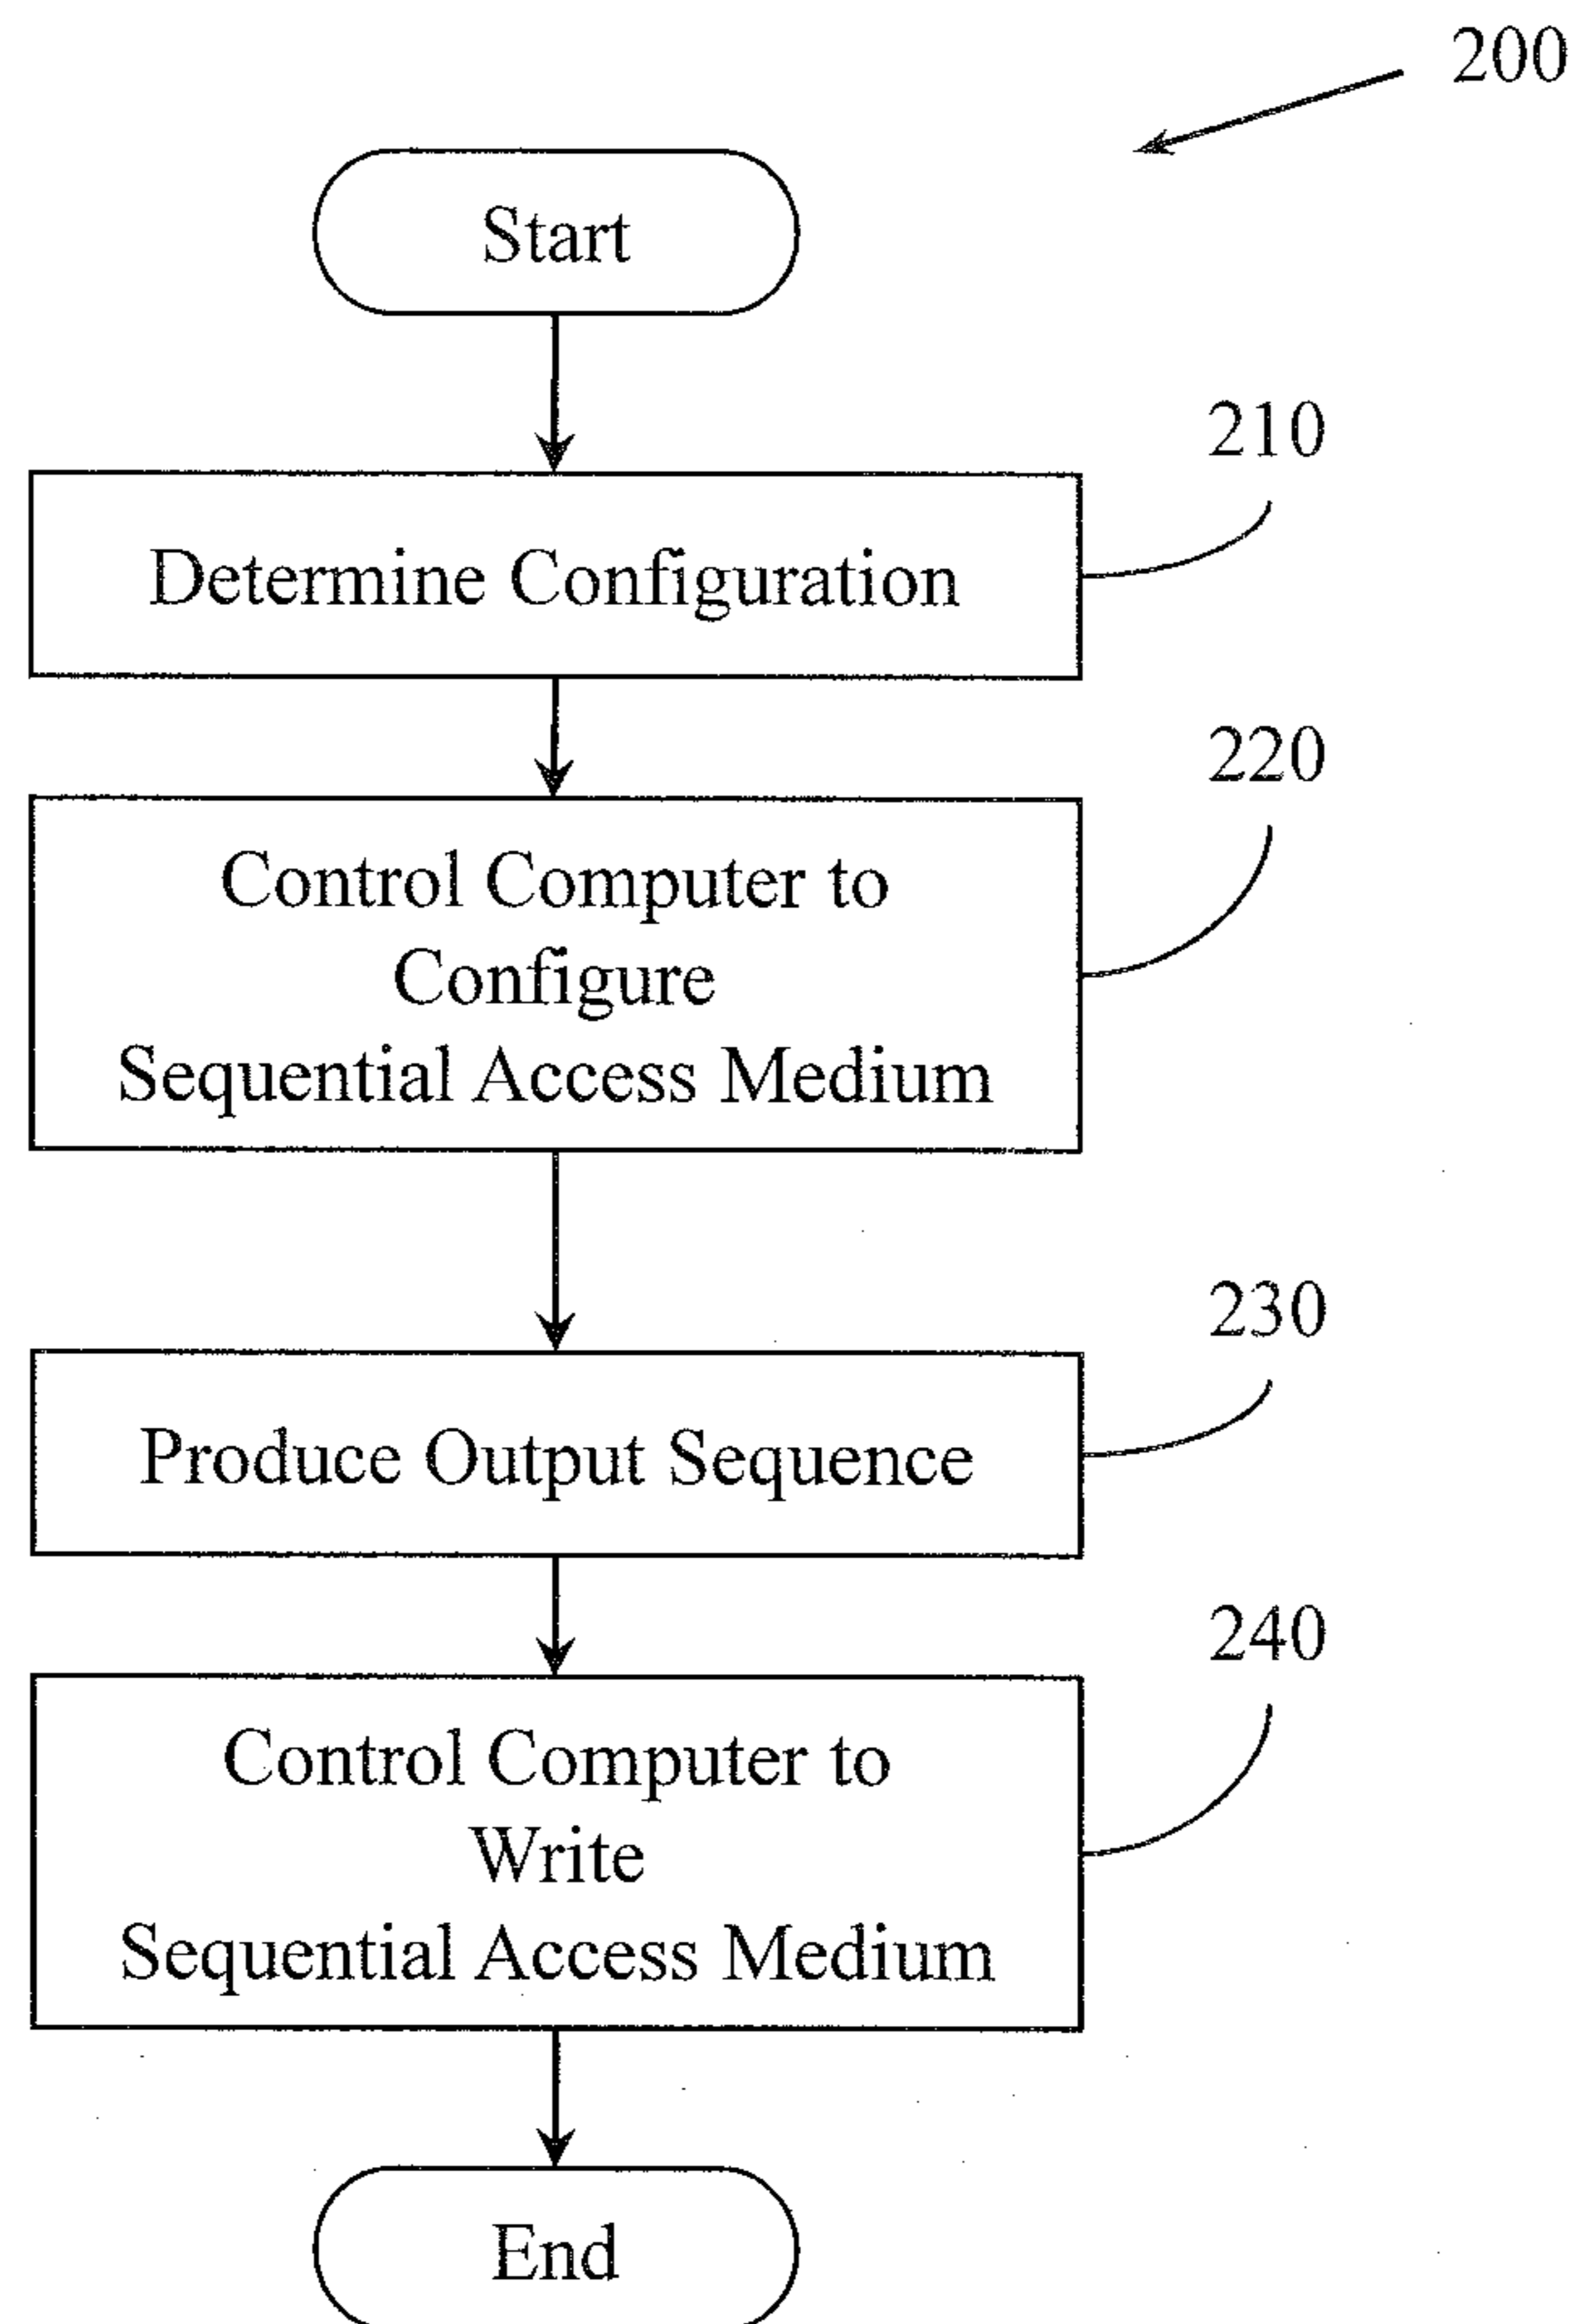 200
Start
210
Determine Configuration
220
Control Computer to
Configure
Sequential Access Medium
230
Produce Output Sequence
240
Control Computer to
Write
Sequential Access Medium
End